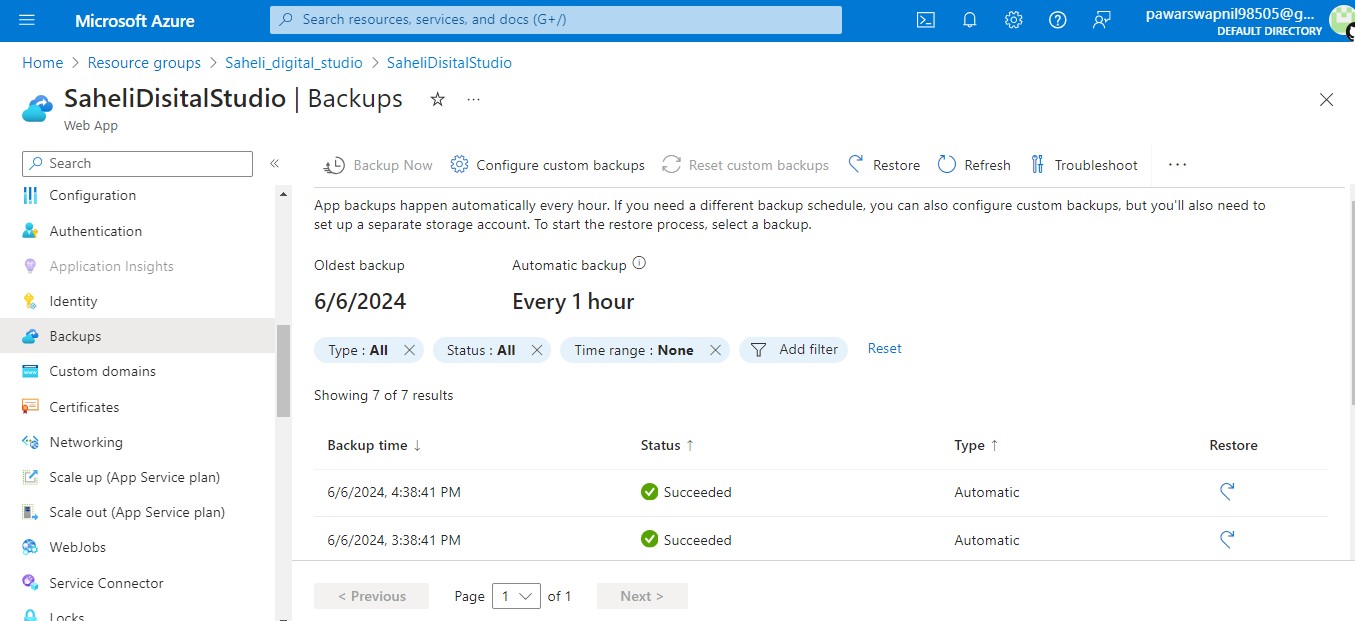 Microsoft Azure
Search resources, services, and docs (G+/)
pawarswapnil98505@g...
DEFAULT DIRECTORY
Home > Resource groups > Saheli_digital_studio > SaheliDisitalStudio
SaheliDisitalStudio | Backups
Web App
Search
Configuration
Authentication
Application Insights
Identity
Backups
Custom domains
Certificates
Networking
Scale up (App Service plan)
Scale out (App Service plan)
WebJobs
Service Connector
Locks
Backup Now Configure custom backups Reset custom backups Restore Refresh Troubleshoot
App backups happen automatically every hour. If you need a different backup schedule, you can also configure custom backups, but you'll also need to
set up a separate storage account. To start the restore process, select a backup.
Oldest backup Automatic backup
6/6/2024 Every 1 hour
Type : All Status : All Time range : None Add filter Reset
Showing 7 of 7 results
Backup time ↓ Status ↑ Type ↑ Restore
6/6/2024, 4:38:41 PM Succeeded Automatic
6/6/2024, 3:38:41 PM Succeeded Automatic
< Previous Page 1 of 1 Next >